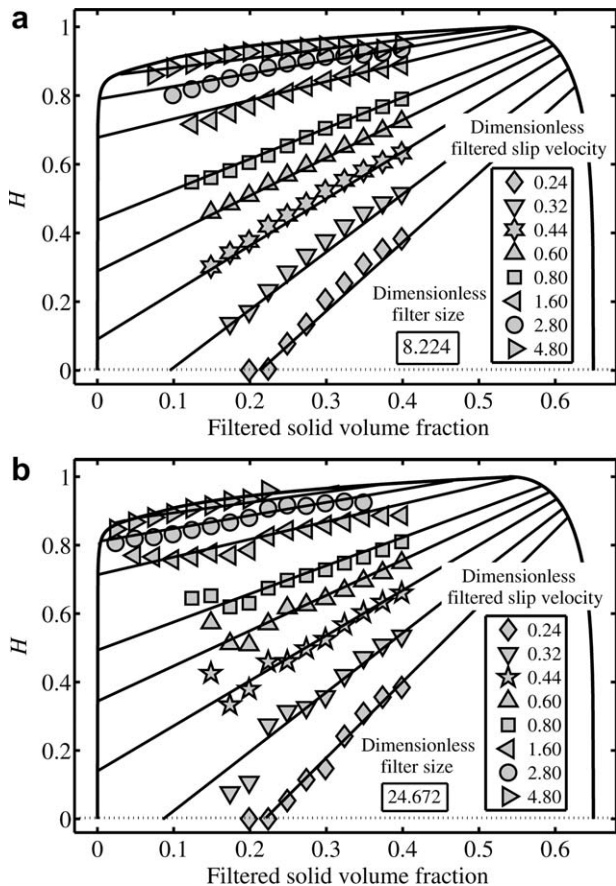 a
1
0.8
0.6
0.4
0.2
0
H
Dimensionless
filtered slip velocity
0.24
0.32
0.44
0.60
0.80
1.60
2.80
4.80
Dimensionless
filter size
8.224
0 0.1 0.2 0.3 0.4 0.5 0.6
Filtered solid volume fraction
b
1
0.8
0.6
0.4
0.2
0
H
Dimensionless
filtered slip velocity
0.24
0.32
0.44
0.60
0.80
1.60
2.80
4.80
Dimensionless
filter size
24.672
0 0.1 0.2 0.3 0.4 0.5 0.6
Filtered solid volume fraction